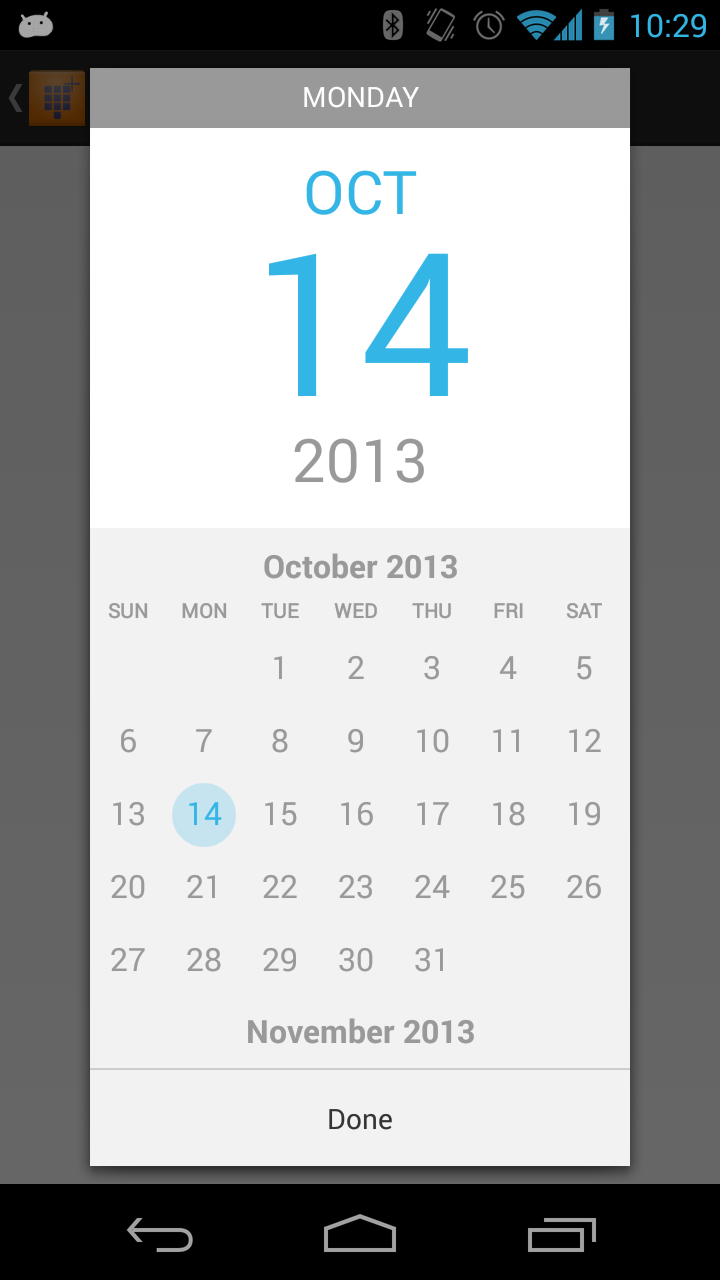 10:29
MONDAY
OCT
14
2013
October 2013
SUN MON TUE WED THU FRI SAT
1 2 3 4 5
6 7 8 9 10 11 12
13 14 15 16 17 18 19
20 21 22 23 24 25 26
27 28 29 30 31
November 2013
Done